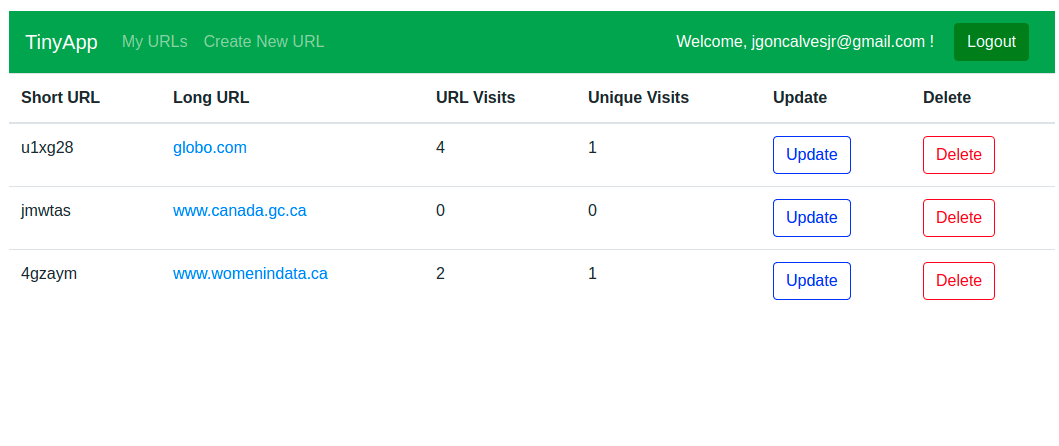 TinyApp My URLs Create New URL Welcome, jgoncalvesjr@gmail.com ! Logout
Short URL Long URL URL Visits Unique Visits Update Delete
u1xg28 globo.com 4 1 Update Delete
jmwtas www.canada.gc.ca 0 0 Update Delete
4gzaym www.womenindata.ca 2 1 Update Delete